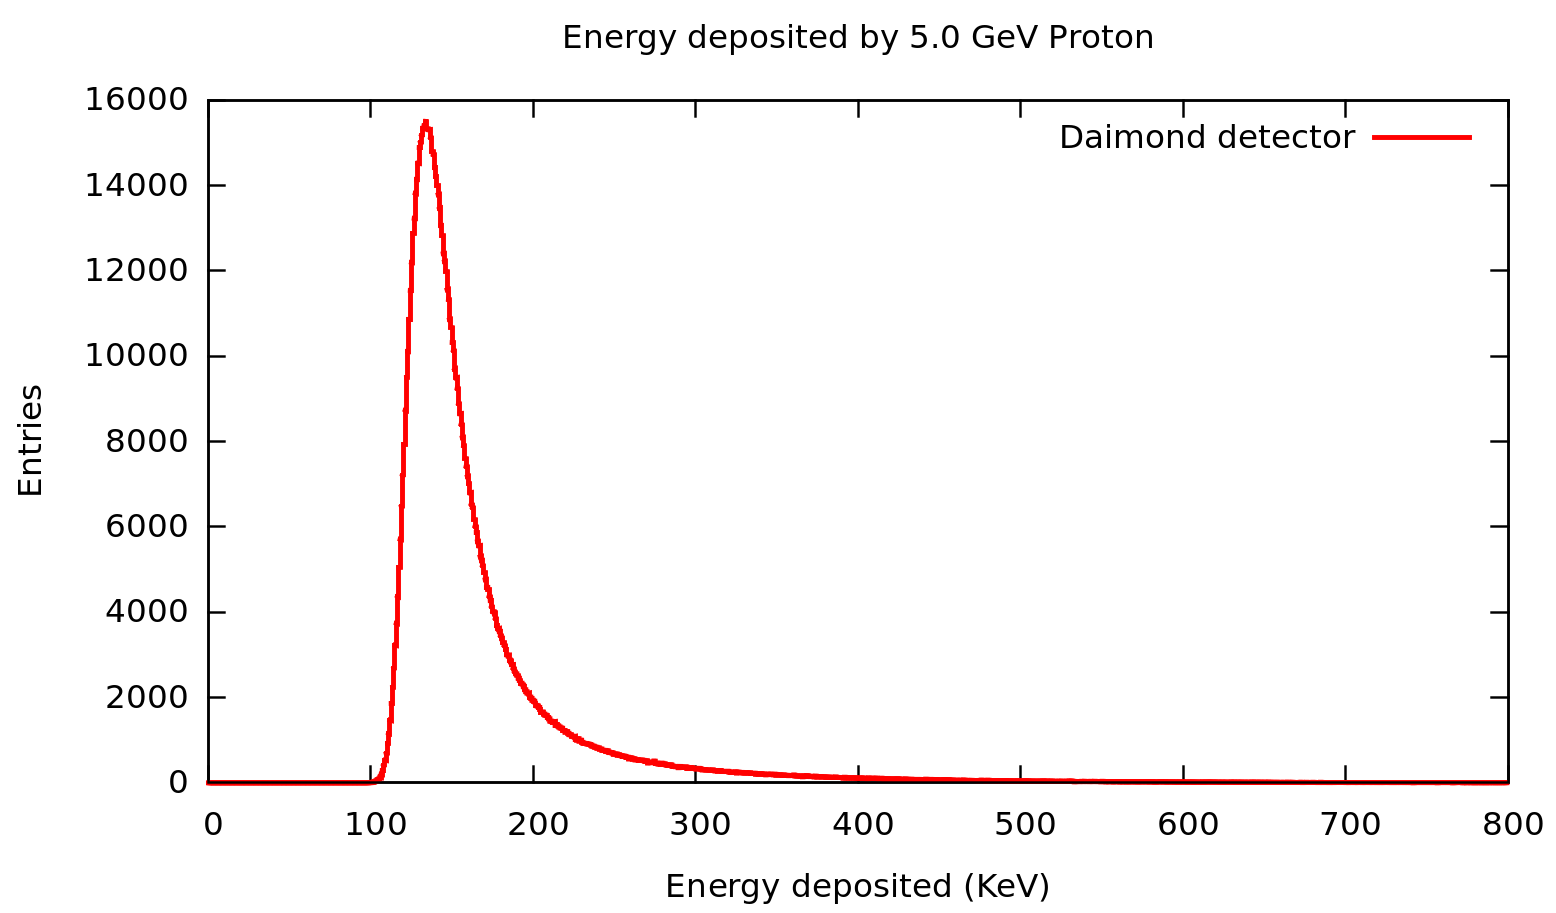 Energy deposited by 5.0 GeV Proton
Daimond detector
16000
14000
12000
10000
8000
6000
4000
2000
0
Entries
0 100 200 300 400 500 600 700 800
Energy deposited (KeV)